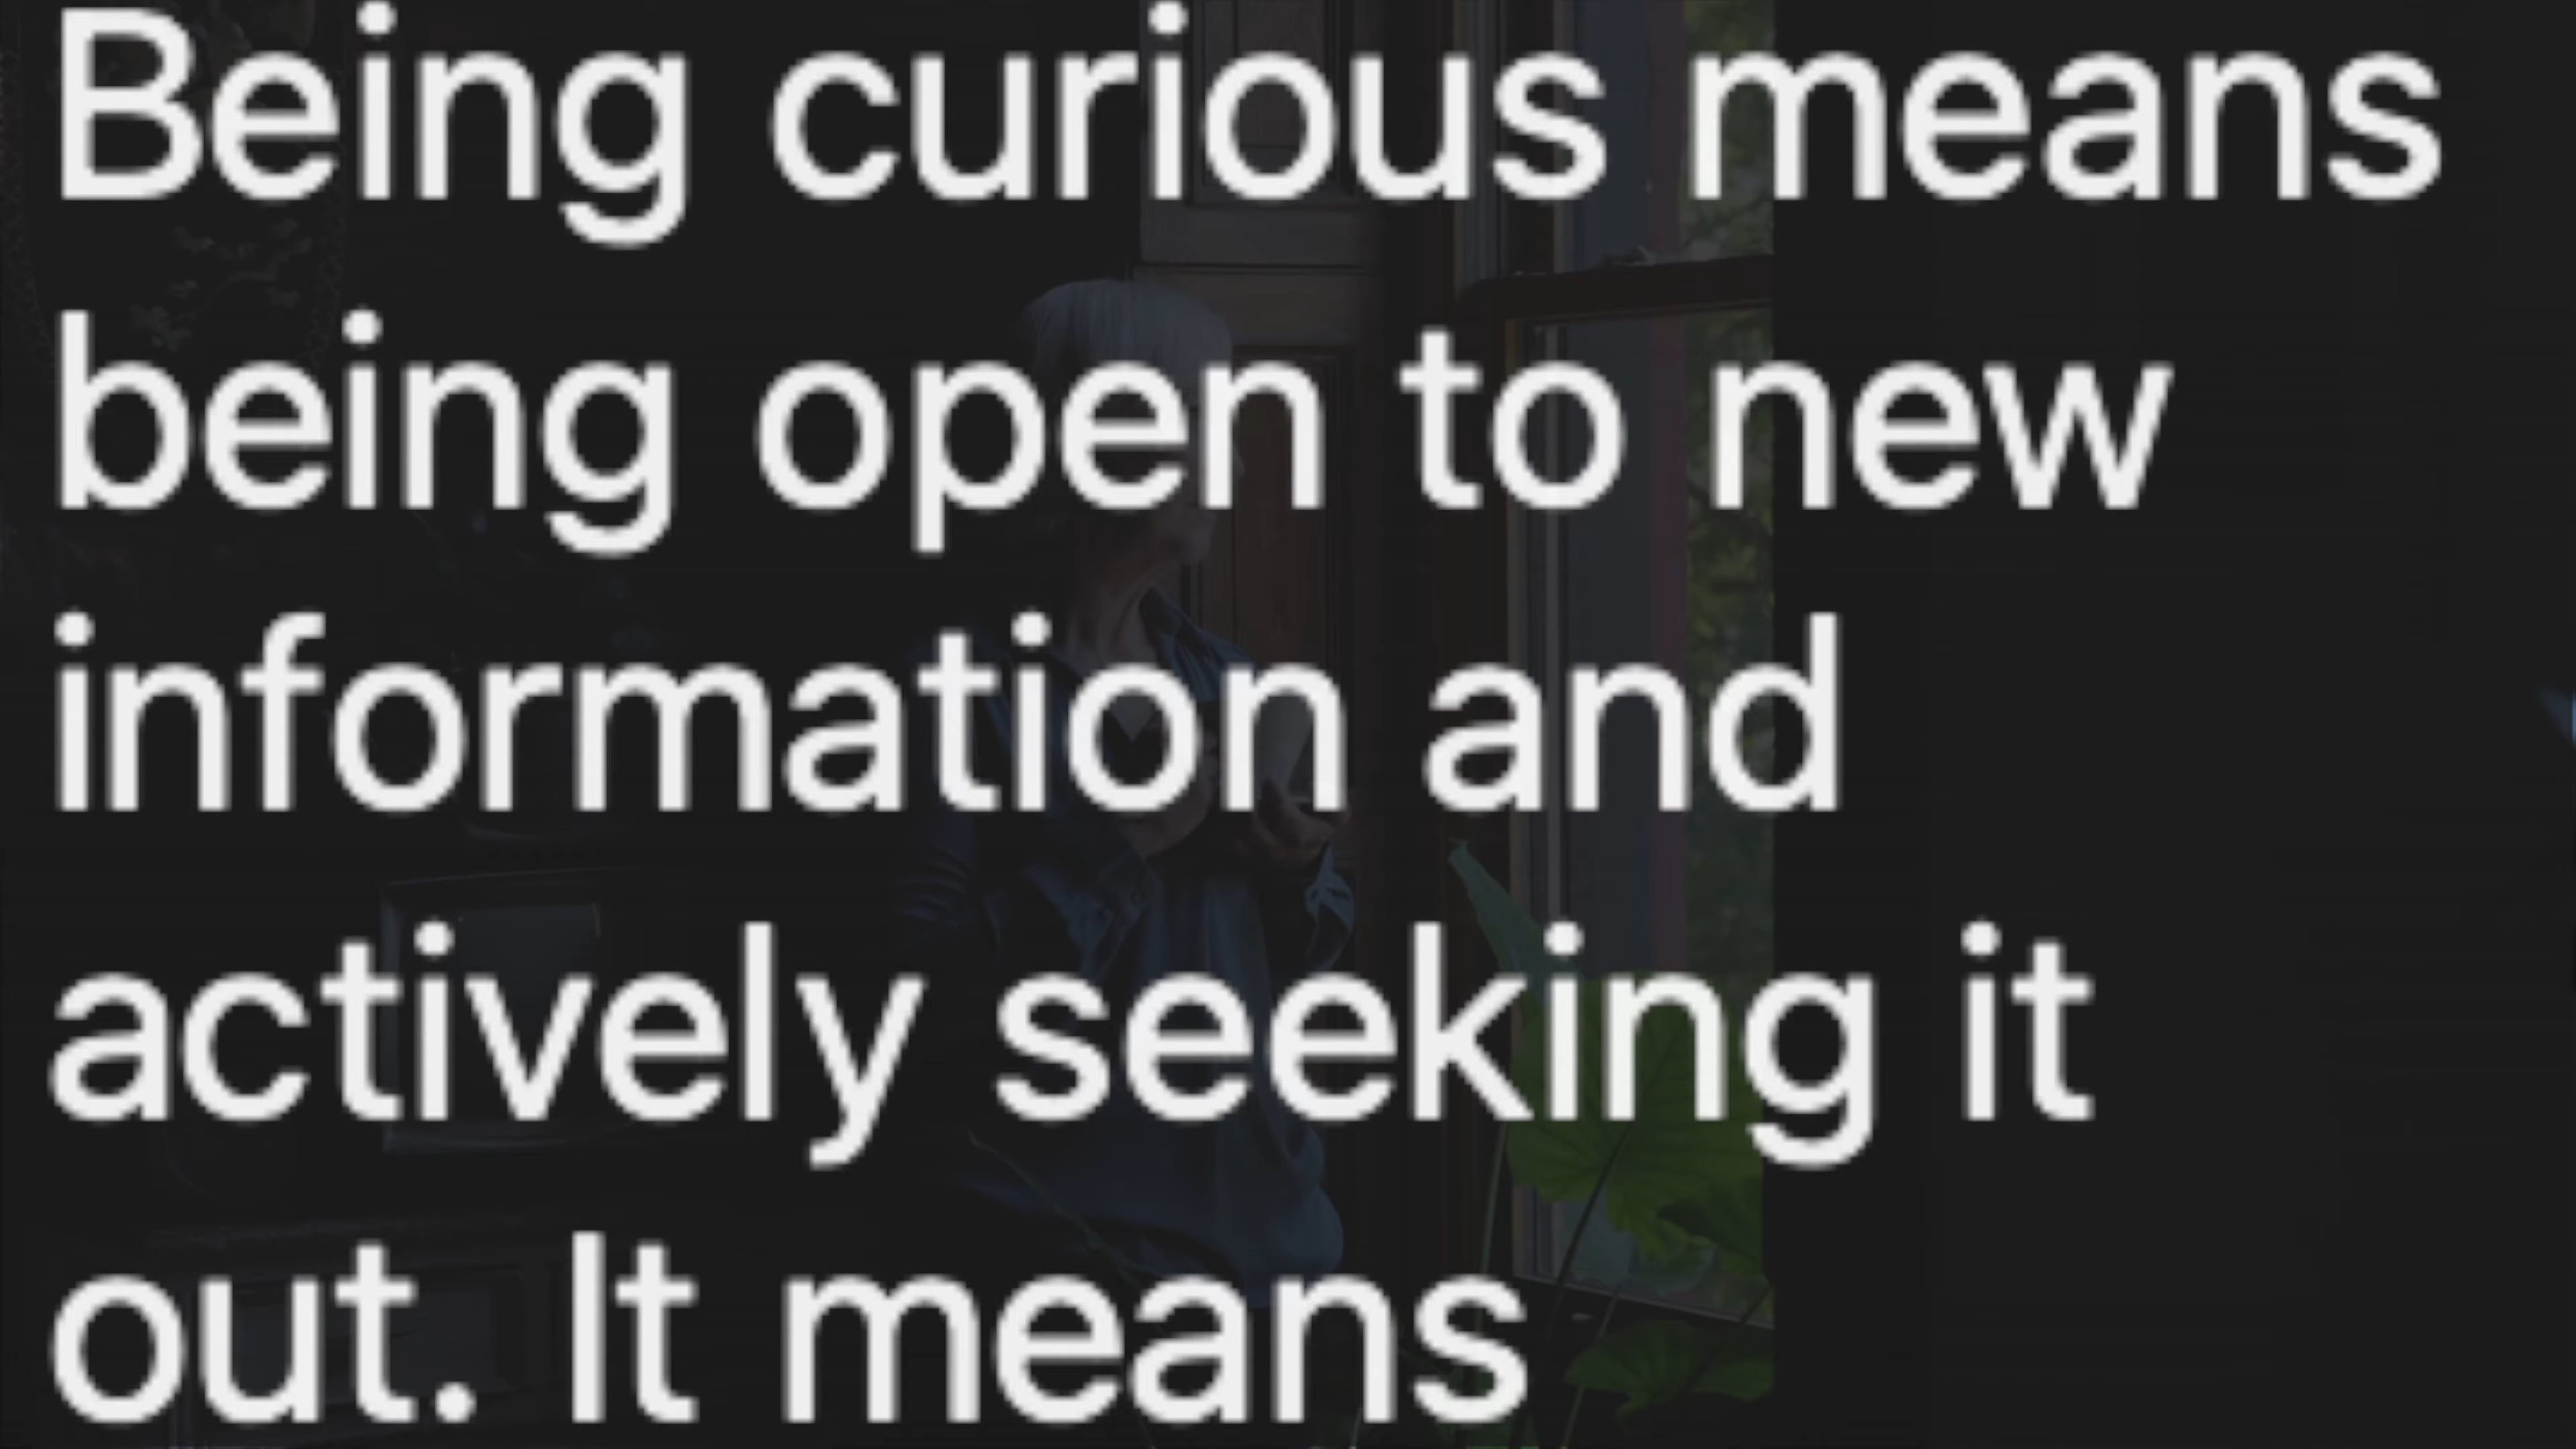 Being curious means
being open to new
information and
actively seeking it
out. It means